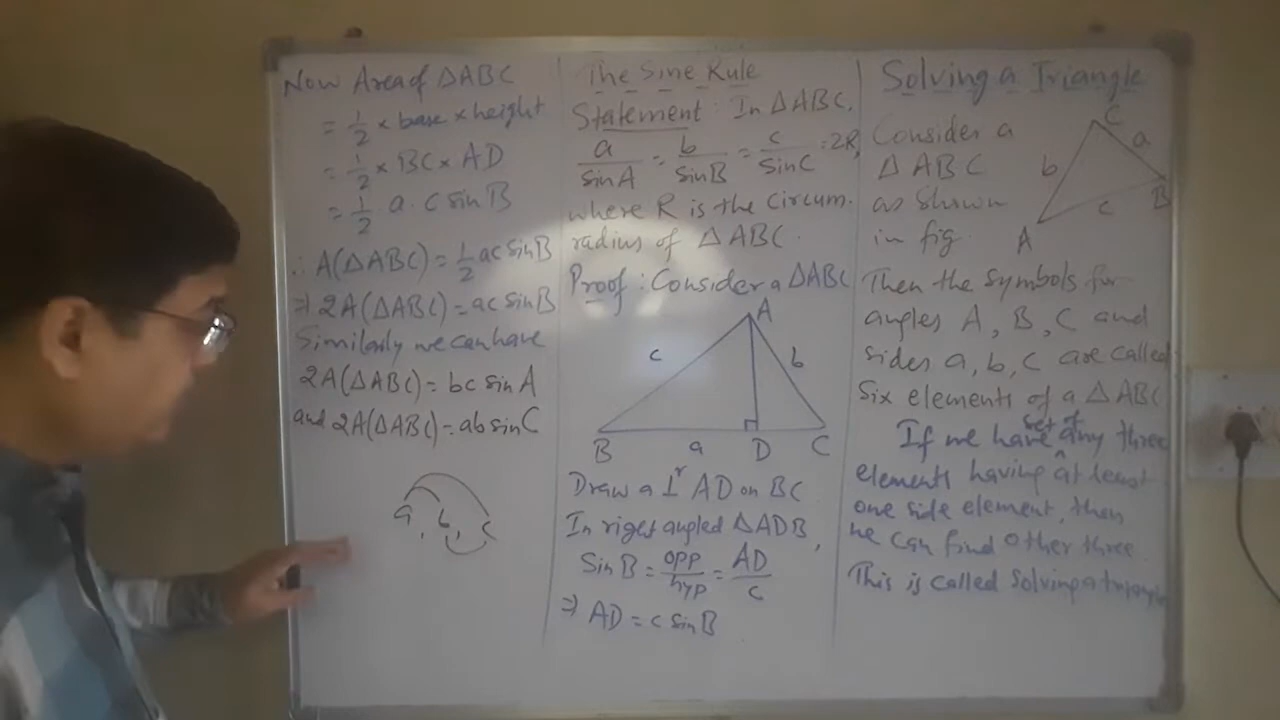 Now Area of ΔABC
= 1/2 × base × height
= 1/2 × BC × AD
= 1/2 a · c sin B
∴ A(ΔABC) = 1/2 ac sin B
⇒ 2A(ΔABC) = ac sin B
Similarly we can have
2A(ΔABC) = bc sin A
and 2A(ΔABC) = ab sin C
a, b, c
The Sine Rule
Statement : In ΔABC,
a/sin A = b/sin B = c/sin C = 2R,
where R is the circum.
radius of ΔABC.
Proof : Consider a ΔABC
A
c
b
B
a
D
C
Draw a ⊥r AD on BC
In right angled ΔADB,
Sin B = opp/hyp = AD/c
⇒ AD = c sin B
Solving a Triangle
Consider a
ΔABC
as shown
in fig.
C
a
b
B
c
A
Then the symbols for
angles A, B, C and
sides a, b, c are called
Six elements of a ΔABC
If we have set of any three
elements having at least
one side element, then
we can find other three.
This is called solving a